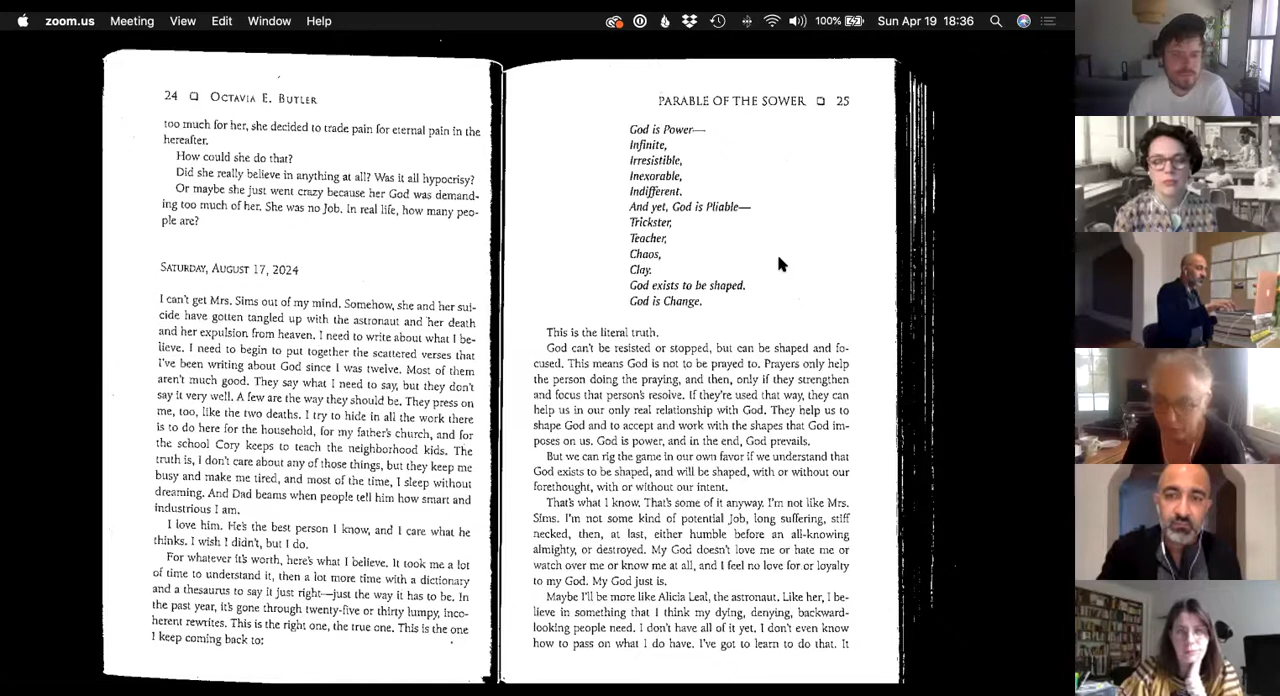 zoom.us Meeting View Edit Window Help
100% Sun Apr 19 18:36
24 ❑ OCTAVIA E. BUTLER
too much for her, she decided to trade pain for eternal pain in the
hereafter.
How could she do that?
Did she really believe in anything at all? Was it all hypocrisy?
Or maybe she just went crazy because her God was demand-
ing too much of her. She was no Job. In real life, how many peo-
ple are?
SATURDAY, AUGUST 17, 2024
I can't get Mrs. Sims out of my mind. Somehow, she and her sui-
cide have gotten tangled up with the astronaut and her death
and her expulsion from heaven. I need to write about what I be-
lieve. I need to begin to put together the scattered verses that
I've been writing about God since I was twelve. Most of them
aren't much good. They say what I need to say, but they don't
say it very well. A few are the way they should be. They press on
me, too, like the two deaths. I try to hide in all the work there
is to do here for the household, for my father's church, and for
the school Cory keeps to teach the neighborhood kids. The
truth is, I don't care about any of those things, but they keep me
busy and make me tired, and most of the time, I sleep without
dreaming. And Dad beams when people tell him how smart and
industrious I am.
I love him. He's the best person I know, and I care what he
thinks. I wish I didn't, but I do.
For whatever it's worth, here's what I believe. It took me a lot
of time to understand it, then a lot more time with a dictionary
and a thesaurus to say it just right—just the way it has to be. In
the past year, it's gone through twenty-five or thirty lumpy, inco-
herent rewrites. This is the right one, the true one. This is the one
I keep coming back to:
PARABLE OF THE SOWER ❑ 25
God is Power—
Infinite,
Irresistible,
Inexorable,
Indifferent.
And yet, God is Pliable—
Trickster,
Teacher,
Chaos,
Clay.
God exists to be shaped.
God is Change.
This is the literal truth.
God can't be resisted or stopped, but can be shaped and fo-
cused. This means God is not to be prayed to. Prayers only help
the person doing the praying, and then, only if they strengthen
and focus that person's resolve. If they're used that way, they can
help us in our only real relationship with God. They help us to
shape God and to accept and work with the shapes that God im-
poses on us. God is power, and in the end, God prevails.
But we can rig the game in our own favor if we understand that
God exists to be shaped, and will be shaped, with or without our
forethought, with or without our intent.
That's what I know. That's some of it anyway. I'm not like Mrs.
Sims. I'm not some kind of potential Job, long suffering, stiff
necked, then, at last, either humble before an all-knowing
almighty, or destroyed. My God doesn't love me or hate me or
watch over me or know me at all, and I feel no love for or loyalty
to my God. My God just is.
Maybe I'll be more like Alicia Leal, the astronaut. Like her, I be-
lieve in something that I think my dying, denying, backward-
looking people need. I don't have all of it yet. I don't even know
how to pass on what I do have. I've got to learn to do that. It